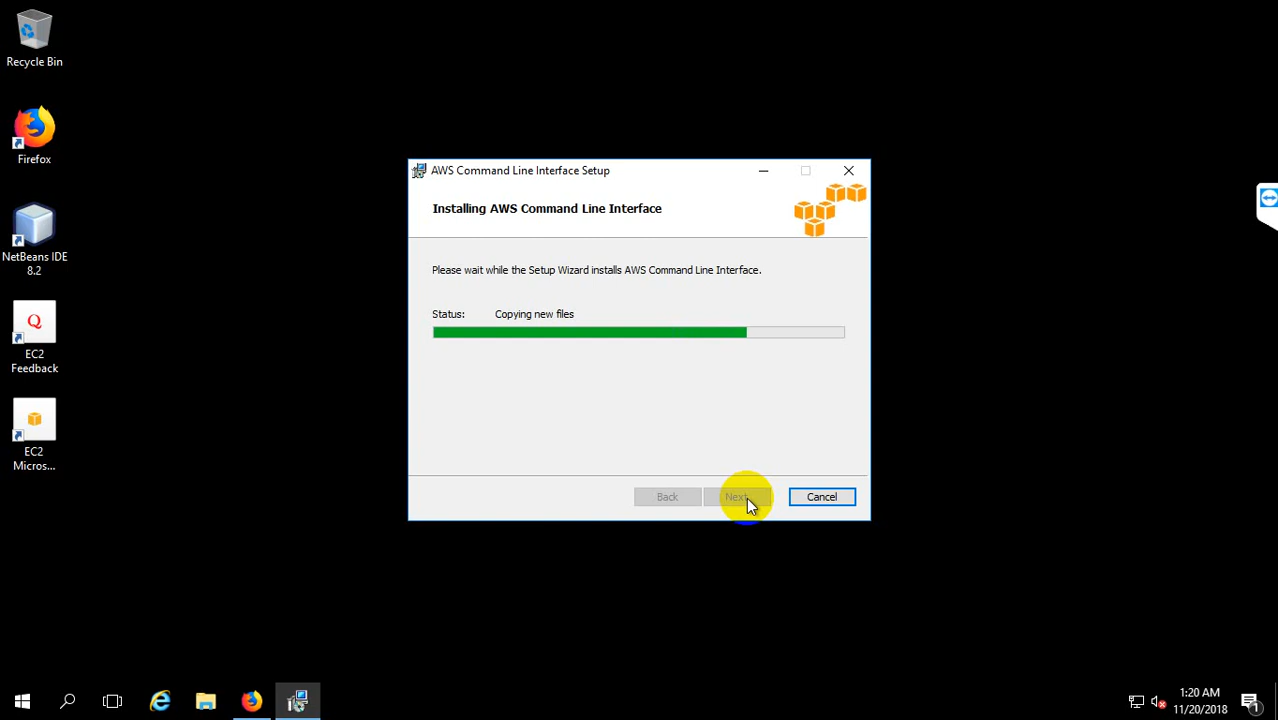 Recycle Bin
Firefox
NetBeans IDE
8.2
Q
EC2
Feedback
EC2
Micros...
AWS Command Line Interface Setup
Installing AWS Command Line Interface
Please wait while the Setup Wizard installs AWS Command Line Interface.
Status: Copying new files
Back Next Cancel
1:20 AM
11/20/2018
1